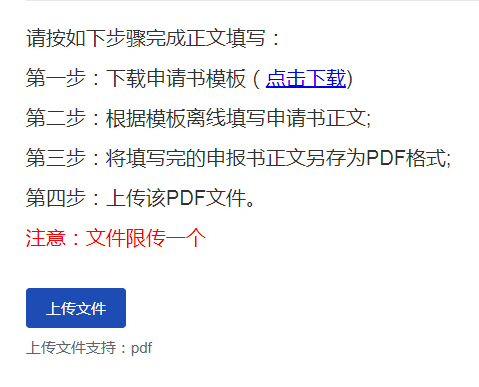 请按如下步骤完成正文填写：
第一步：下载申请书模板（点击下载)
第二步：根据模板离线填写申请书正文;
第三步：将填写完的申报书正文另存为PDF格式;
第四步：上传该PDF文件。
注意：文件限传一个
上传文件
上传文件支持：pdf